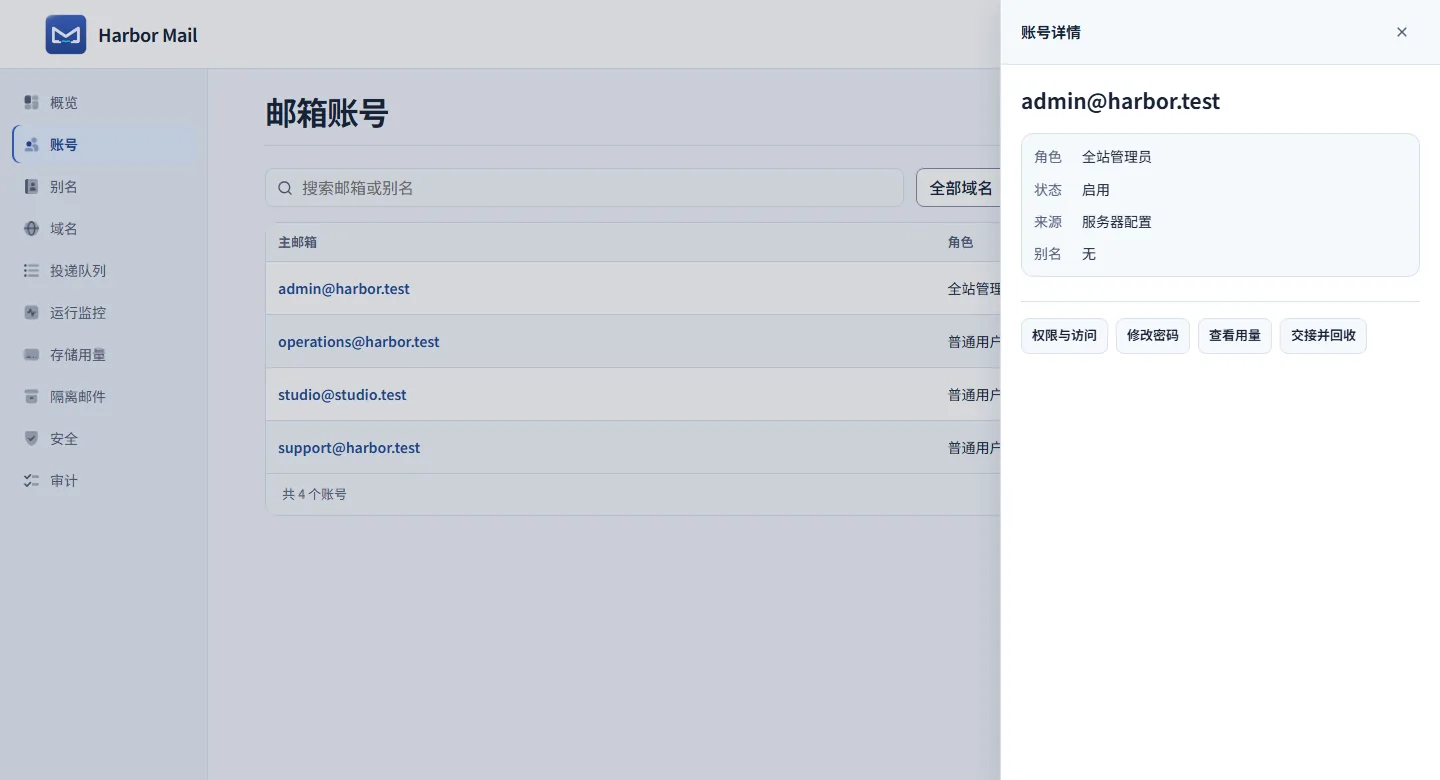 Harbor Mail
概览
账号
别名
域名
投递队列
运行监控
存储用量
隔离邮件
安全
审计
邮箱账号
搜索邮箱或别名
全部域名
主邮箱 角色
admin@harbor.test 全站管理
operations@harbor.test 普通用户
studio@studio.test 普通用户
support@harbor.test 普通用户
共 4 个账号
账号详情
admin@harbor.test
角色 全站管理员
状态 启用
来源 服务器配置
别名 无
权限与访问 修改密码 查看用量 交接并回收